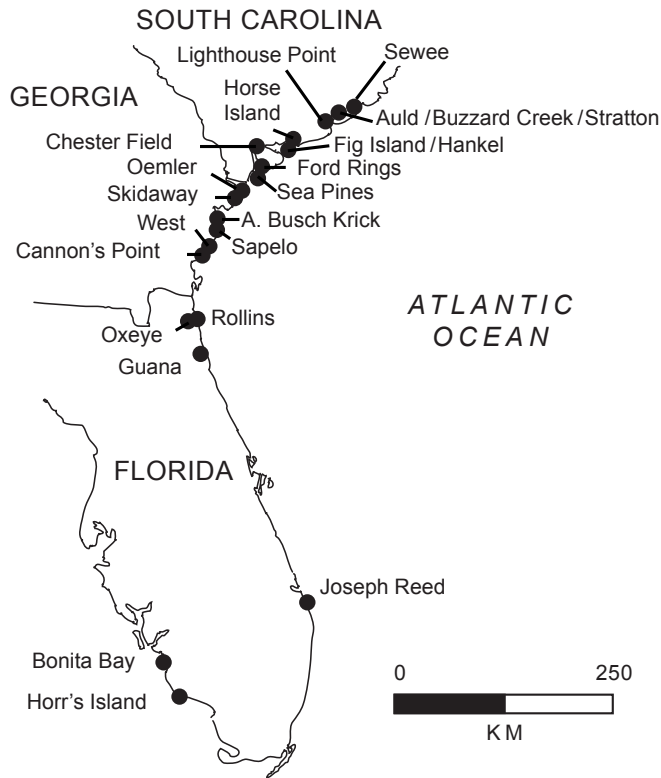 SOUTH CAROLINA
Lighthouse Point
Sewee
Horse
Island
GEORGIA
Auld / Buzzard Creek / Stratton
Chester Field
Fig Island / Hankel
Oemler
Ford Rings
Skidaway
Sea Pines
West
A. Busch Krick
Cannon's Point
Sapelo
ATLANTIC
OCEAN
Rollins
Oxeye
Guana
FLORIDA
Joseph Reed
Bonita Bay
Horr's Island
0 250
KM